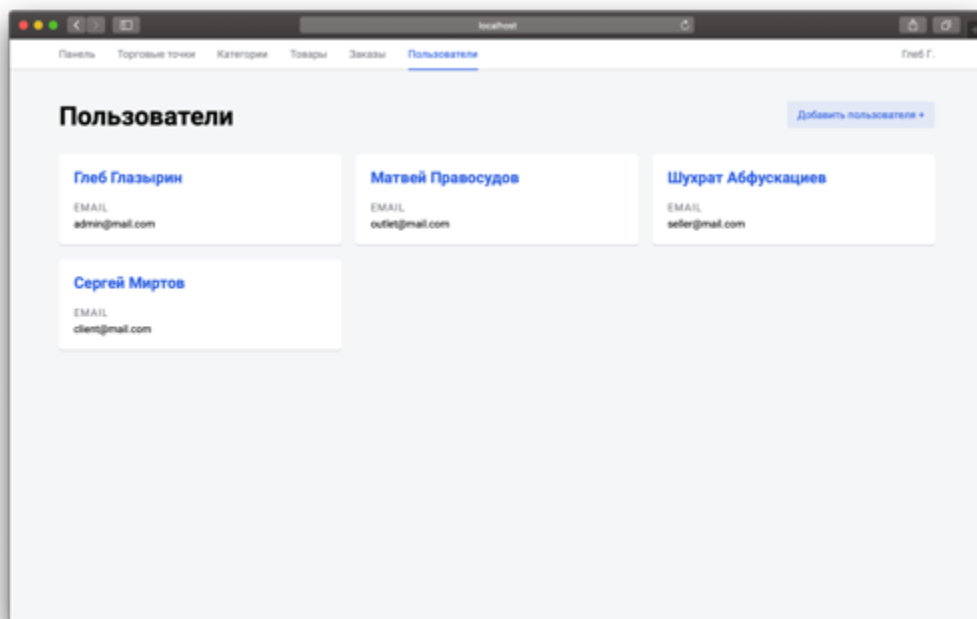 localhost
Панель Торговые точки Категории Товары Заказы Пользователи Глеб Г.
Пользователи
Добавить пользователя +
Глеб Глазырин Матвей Правосудов Шухрат Абфускациев
EMAIL EMAIL EMAIL
admin@mail.com outlet@mail.com seller@mail.com
Сергей Миртов
EMAIL
client@mail.com